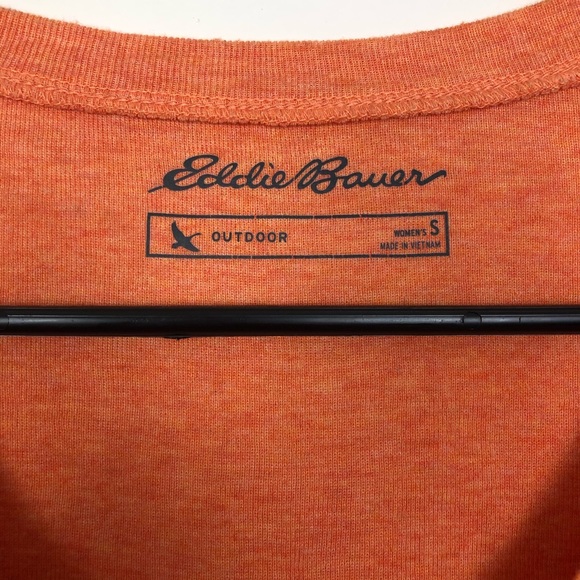 Eddie Bauer
OUTDOOR
WOMEN'S S
MADE IN VIETNAM